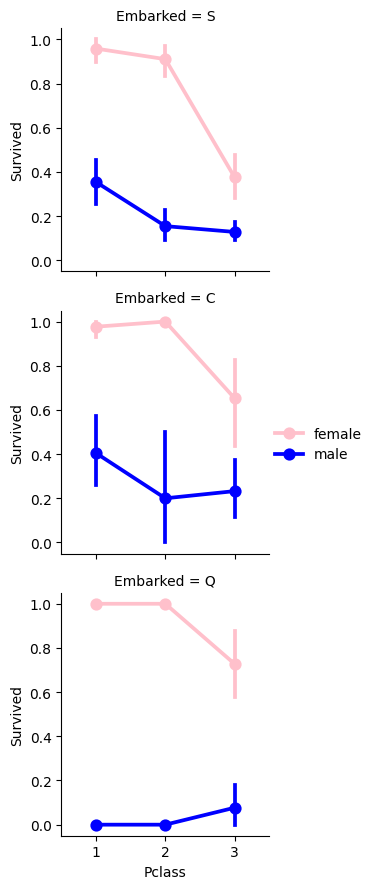 Embarked = S
1.0
0.8
0.6
0.4
0.2
0.0
Survived
Embarked = C
1.0
0.8
0.6
0.4
0.2
0.0
Survived
female
male
Embarked = Q
1.0
0.8
0.6
0.4
0.2
0.0
Survived
1 2 3
Pclass